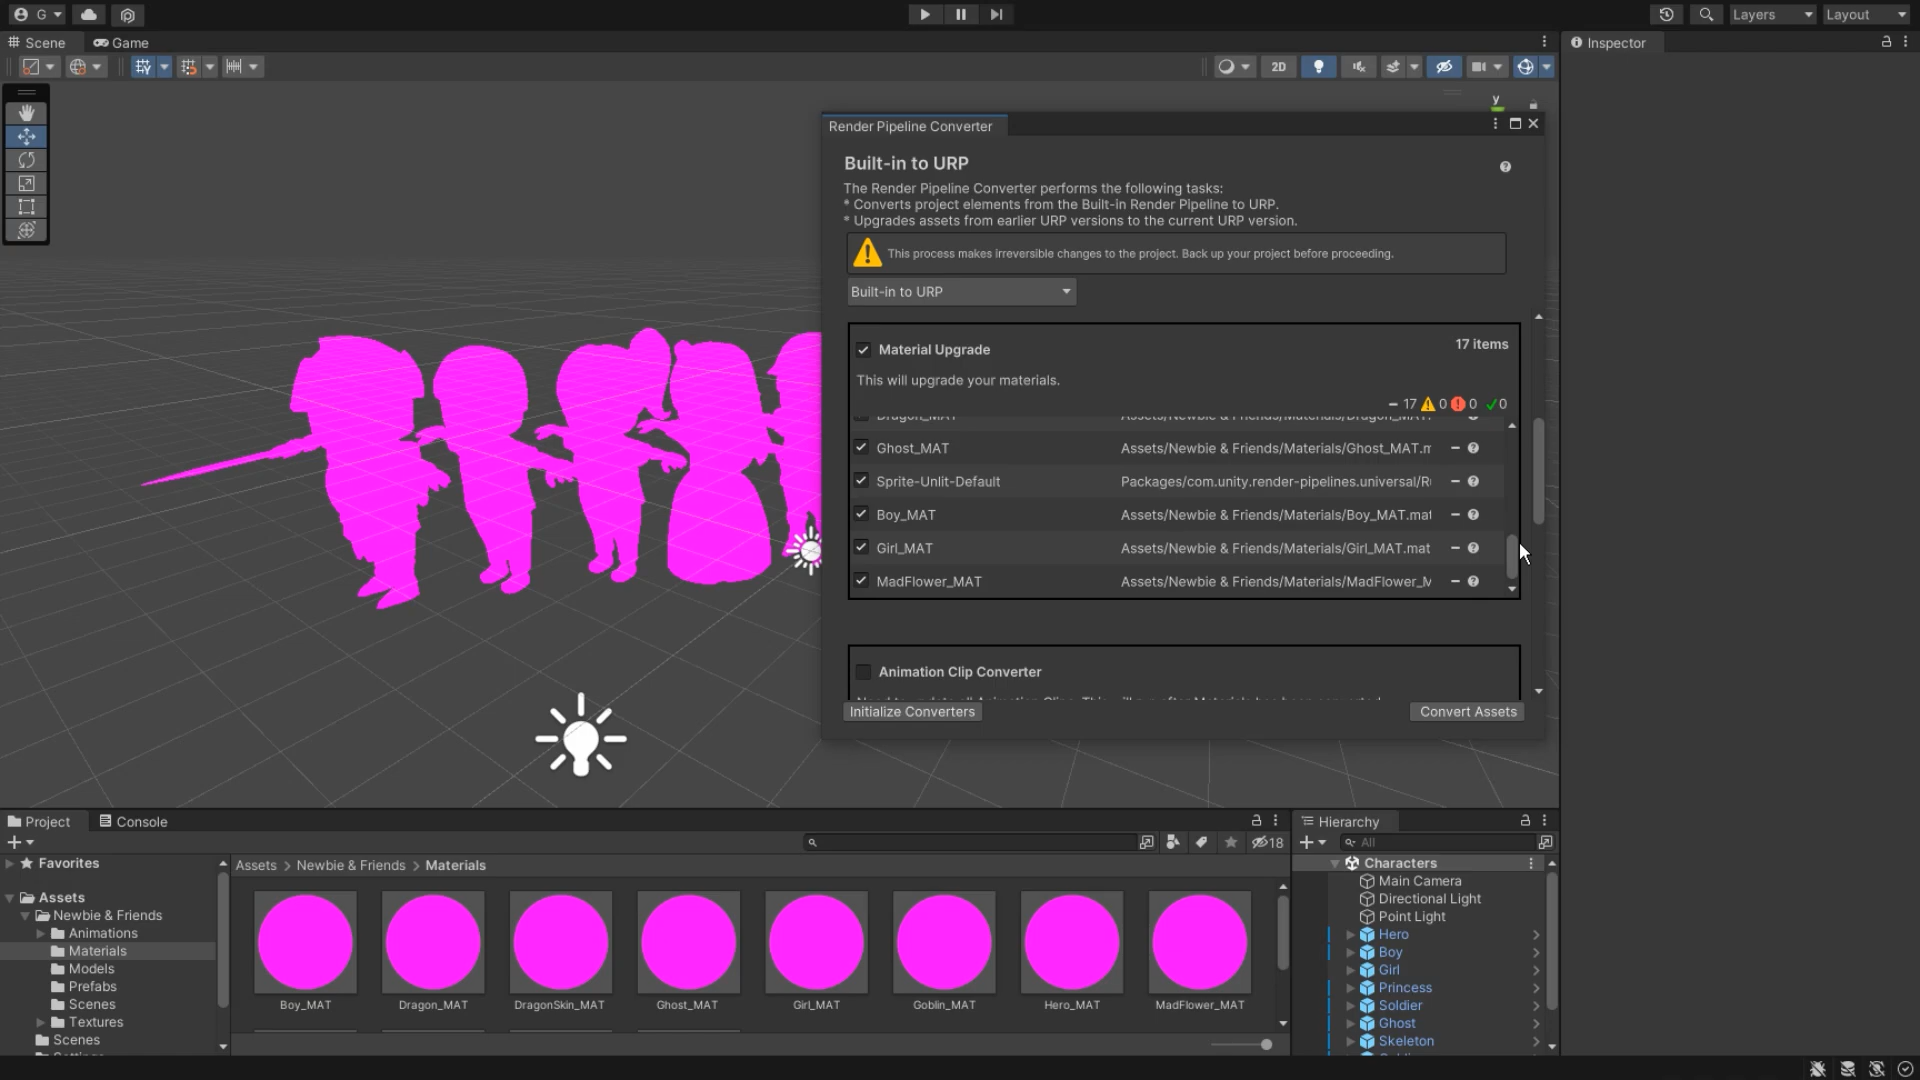 G
Layers
Layout
Scene
Game
Inspector
2D
y
Render Pipeline Converter
Built-in to URP
The Render Pipeline Converter performs the following tasks:
* Converts project elements from the Built-in Render Pipeline to URP.
* Upgrades assets from earlier URP versions to the current URP version.
This process makes irreversible changes to the project. Back up your project before proceeding.
Built-in to URP
Material Upgrade
17 items
This will upgrade your materials.
17 0 0 0
Dragon_MAT Assets/Newbie & Friends/Materials/Dragon_MAT.
Ghost_MAT Assets/Newbie & Friends/Materials/Ghost_MAT.m
Sprite-Unlit-Default Packages/com.unity.render-pipelines.universal/R
Boy_MAT Assets/Newbie & Friends/Materials/Boy_MAT.mat
Girl_MAT Assets/Newbie & Friends/Materials/Girl_MAT.mat
MadFlower_MAT Assets/Newbie & Friends/Materials/MadFlower_M
Animation Clip Converter
Initialize Converters
Convert Assets
Project
Console
18
Favorites
Assets
Newbie & Friends
Animations
Materials
Models
Prefabs
Scenes
Textures
Scenes
Assets > Newbie & Friends > Materials
Boy_MAT
Dragon_MAT
DragonSkin_MAT
Ghost_MAT
Girl_MAT
Goblin_MAT
Hero_MAT
MadFlower_MAT
Hierarchy
All
Characters
Main Camera
Directional Light
Point Light
Hero
Boy
Girl
Princess
Soldier
Ghost
Skeleton